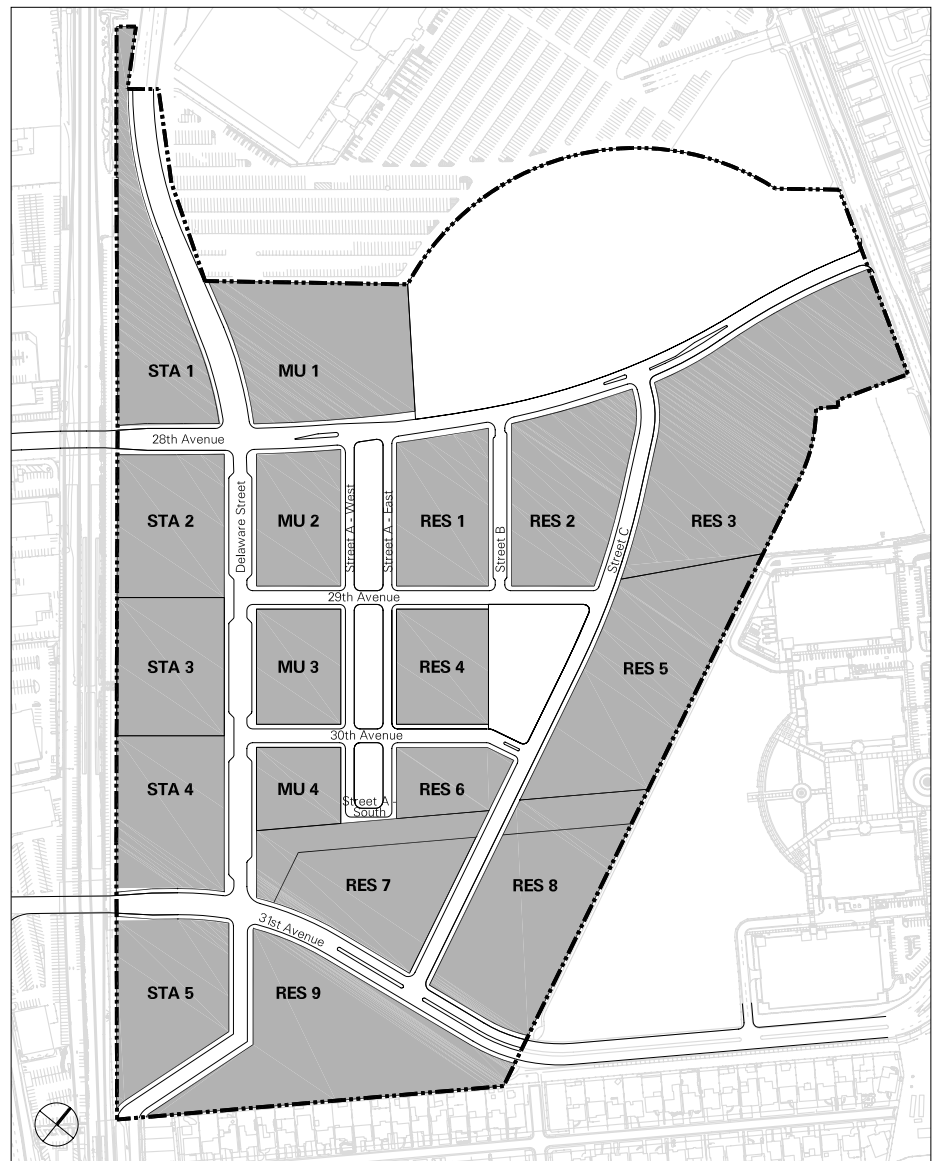 STA 1
MU 1
28th Avenue
STA 2
Delaware Street
MU 2
Street A - West
Street A - East
RES 1
Street B
RES 2
Street C
RES 3
29th Avenue
STA 3
MU 3
RES 4
RES 5
30th Avenue
STA 4
MU 4
Street A -
South
RES 6
RES 7
RES 8
31st Avenue
STA 5
RES 9